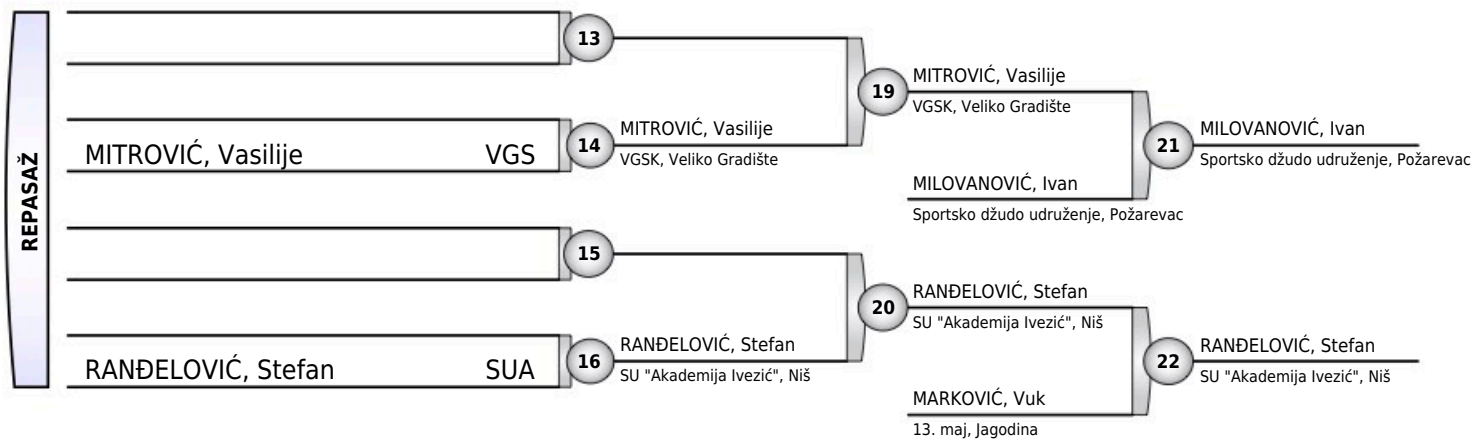 REPASAŽ
13
MITROVIĆ, Vasilije VGS
14
MITROVIĆ, Vasilije
VGSK, Veliko Gradište
19
MITROVIĆ, Vasilije
VGSK, Veliko Gradište
MILOVANOVIĆ, Ivan
Sportsko džudo udruženje, Požarevac
21
MILOVANOVIĆ, Ivan
Sportsko džudo udruženje, Požarevac
15
RANĐELOVIĆ, Stefan SUA
16
RANĐELOVIĆ, Stefan
SU "Akademija Ivezić", Niš
20
RANĐELOVIĆ, Stefan
SU "Akademija Ivezić", Niš
MARKOVIĆ, Vuk
13. maj, Jagodina
22
RANĐELOVIĆ, Stefan
SU "Akademija Ivezić", Niš